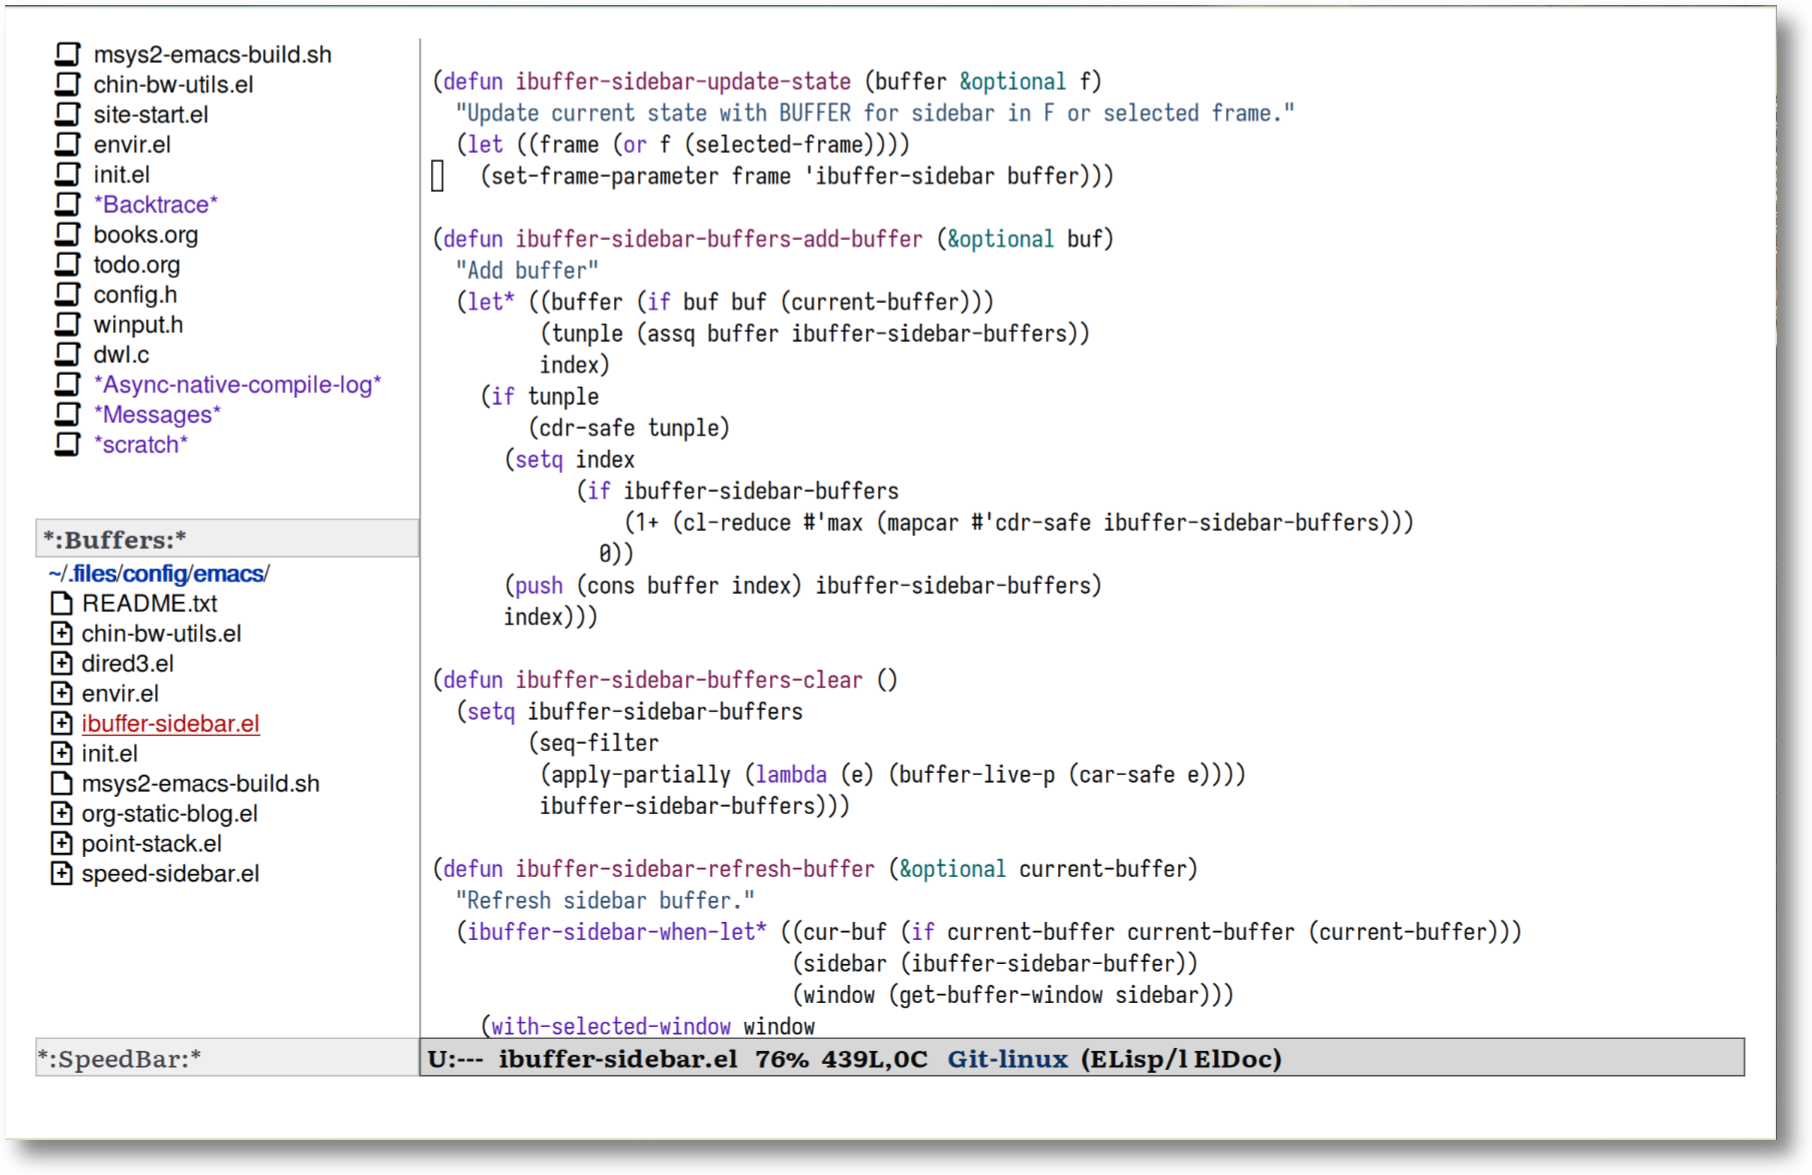 msys2-emacs-build.sh
chin-bw-utils.el
site-start.el
envir.el
init.el
*Backtrace*
books.org
todo.org
config.h
winput.h
dwl.c
*Async-native-compile-log*
*Messages*
*scratch*
*:Buffers:*
~/.files/config/emacs/
README.txt
chin-bw-utils.el
dired3.el
envir.el
ibuffer-sidebar.el
init.el
msys2-emacs-build.sh
org-static-blog.el
point-stack.el
speed-sidebar.el
*:SpeedBar:*
(defun ibuffer-sidebar-update-state (buffer &optional f)
  "Update current state with BUFFER for sidebar in F or selected frame."
  (let ((frame (or f (selected-frame))))
    (set-frame-parameter frame 'ibuffer-sidebar buffer)))
(defun ibuffer-sidebar-buffers-add-buffer (&optional buf)
  "Add buffer"
  (let* ((buffer (if buf buf (current-buffer)))
         (tunple (assq buffer ibuffer-sidebar-buffers))
         index)
    (if tunple
        (cdr-safe tunple)
      (setq index
            (if ibuffer-sidebar-buffers
                (1+ (cl-reduce #'max (mapcar #'cdr-safe ibuffer-sidebar-buffers)))
              0))
      (push (cons buffer index) ibuffer-sidebar-buffers)
      index)))
(defun ibuffer-sidebar-buffers-clear ()
  (setq ibuffer-sidebar-buffers
        (seq-filter
         (apply-partially (lambda (e) (buffer-live-p (car-safe e))))
         ibuffer-sidebar-buffers)))
(defun ibuffer-sidebar-refresh-buffer (&optional current-buffer)
  "Refresh sidebar buffer."
  (ibuffer-sidebar-when-let* ((cur-buf (if current-buffer current-buffer (current-buffer)))
                              (sidebar (ibuffer-sidebar-buffer))
                              (window (get-buffer-window sidebar)))
    (with-selected-window window
U:--- ibuffer-sidebar.el 76% 439L,0C Git-linux (ELisp/l ElDoc)